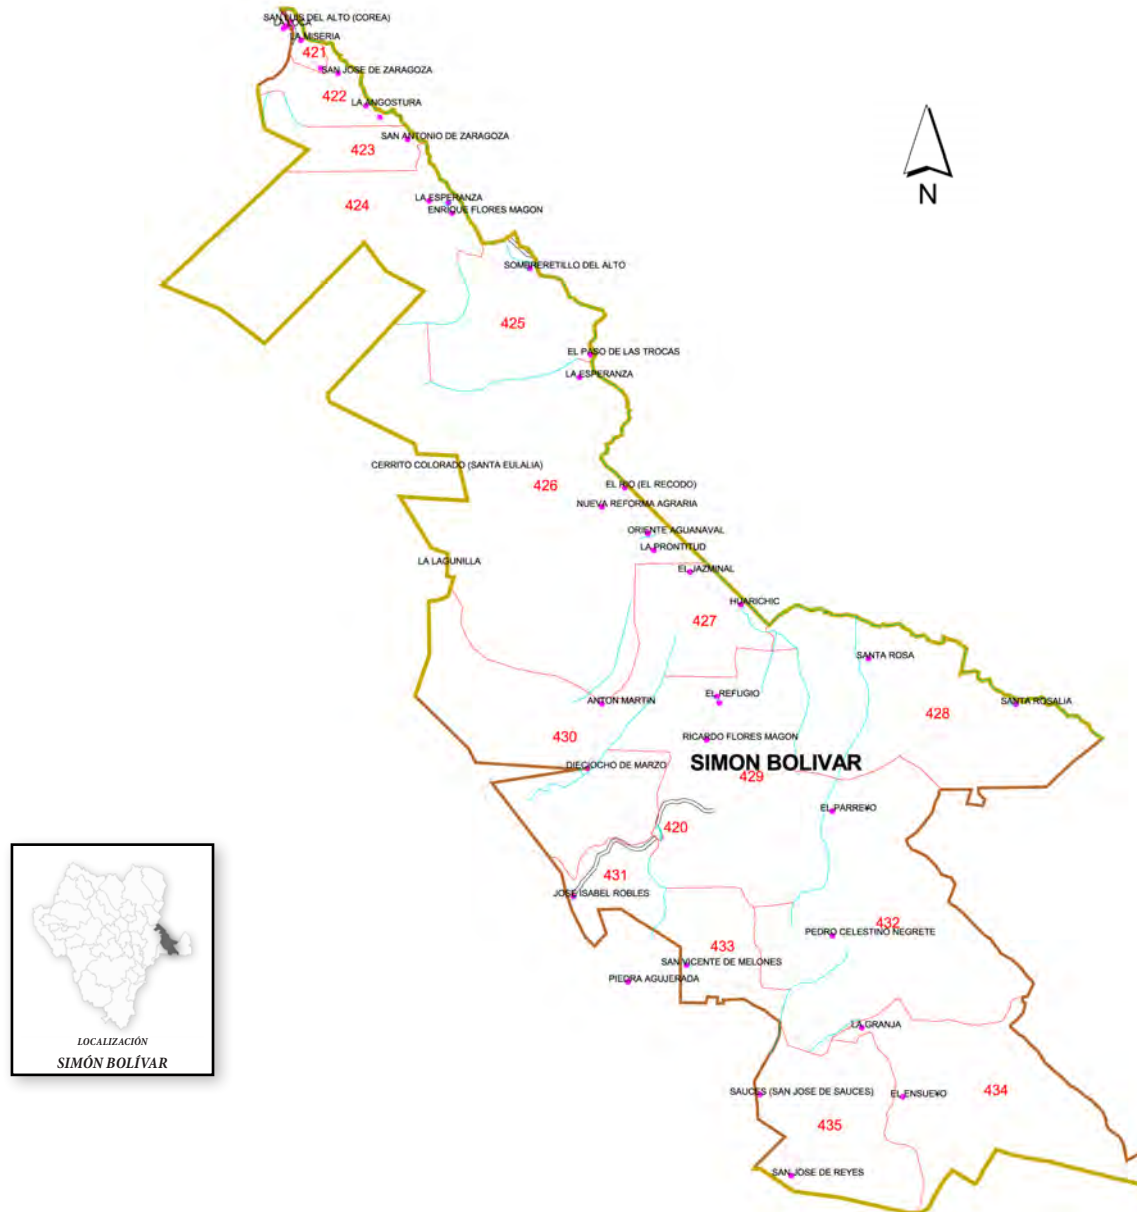 SAN LUIS DEL ALTO (COREA)
LA MISERIA
421
SAN JOSE DE ZARAGOZA
422
LA ANGOSTURA
SAN ANTONIO DE ZARAGOZA
423
N
LA ESPERANZA
424
ENRIQUE FLORES MAGON
SOMBRERETILLO DEL ALTO
425
EL PASO DE LAS TROCAS
LA ESPERANZA
CERRITO COLORADO (SANTA EULALIA)
426
EL RIO (EL RECODO)
NUEVA REFORMA AGRARIA
ORIENTE AGUANAVAL
LA PRONTITUD
LA LAGUNILLA
EL JAZMINAL
HUARICHIC
427
SANTA ROSA
EL REFUGIO
ANTON MARTIN
SANTA ROSALIA
428
430
RICARDO FLORES MAGON
DIECIOCHO DE MARZO
SIMON BOLIVAR
429
EL PARRE¥O
420
431
JOSE ISABEL ROBLES
432
PEDRO CELESTINO NEGRETE
433
SAN VICENTE DE MELONES
PIEDRA AGUJERADA
LA GRANJA
LOCALIZACIÓN
SIMÓN BOLÍVAR
SAUCES (SAN JOSE DE SAUCES)
EL ENSUE¥O
434
435
SAN JOSE DE REYES